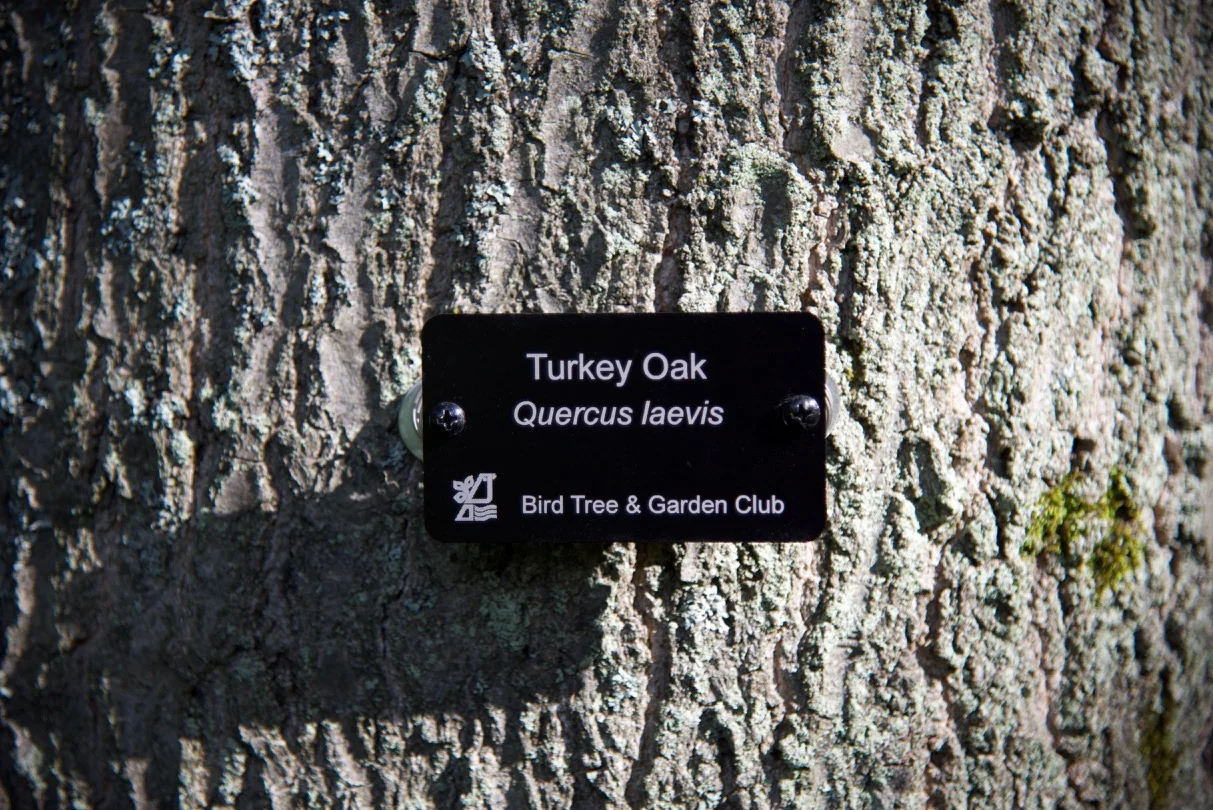 Turkey Oak
Quercus laevis
Bird Tree & Garden Club